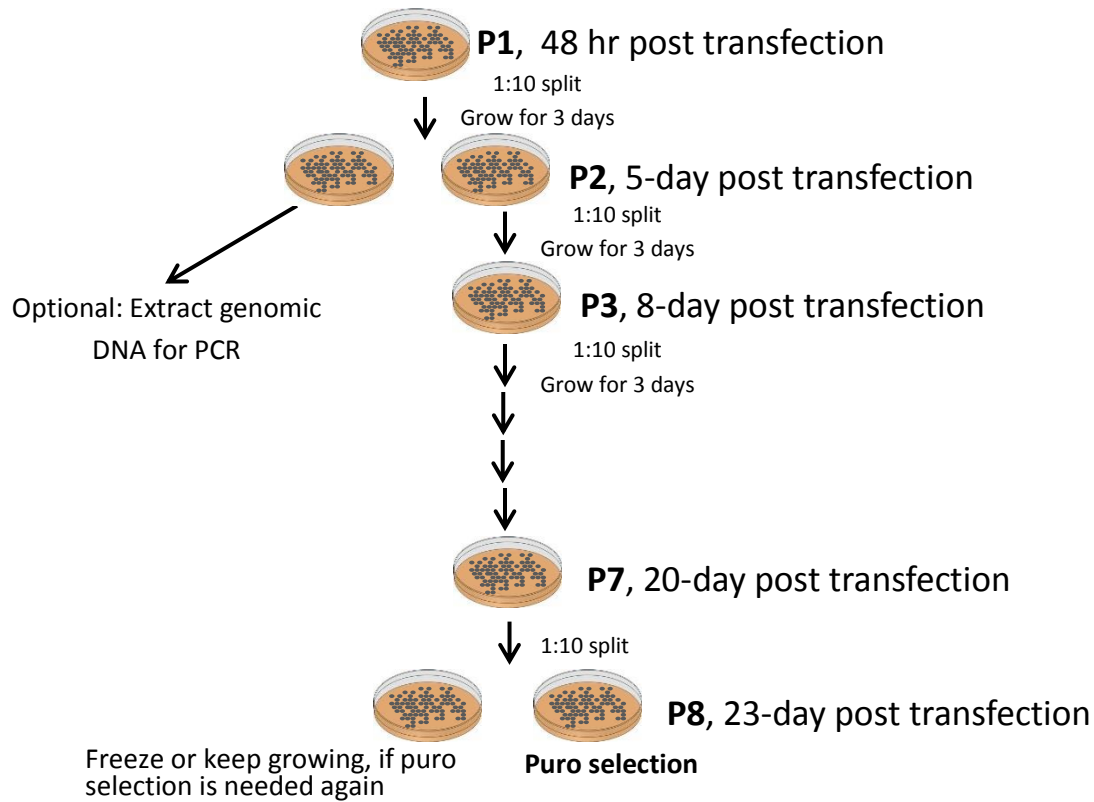 P1, 48 hr post transfection
1:10 split
Grow for 3 days
P2, 5-day post transfection
1:10 split
Grow for 3 days
Optional: Extract genomic
DNA for PCR
P3, 8-day post transfection
1:10 split
Grow for 3 days
P7, 20-day post transfection
1:10 split
P8, 23-day post transfection
Freeze or keep growing, if puro
selection is needed again
Puro selection